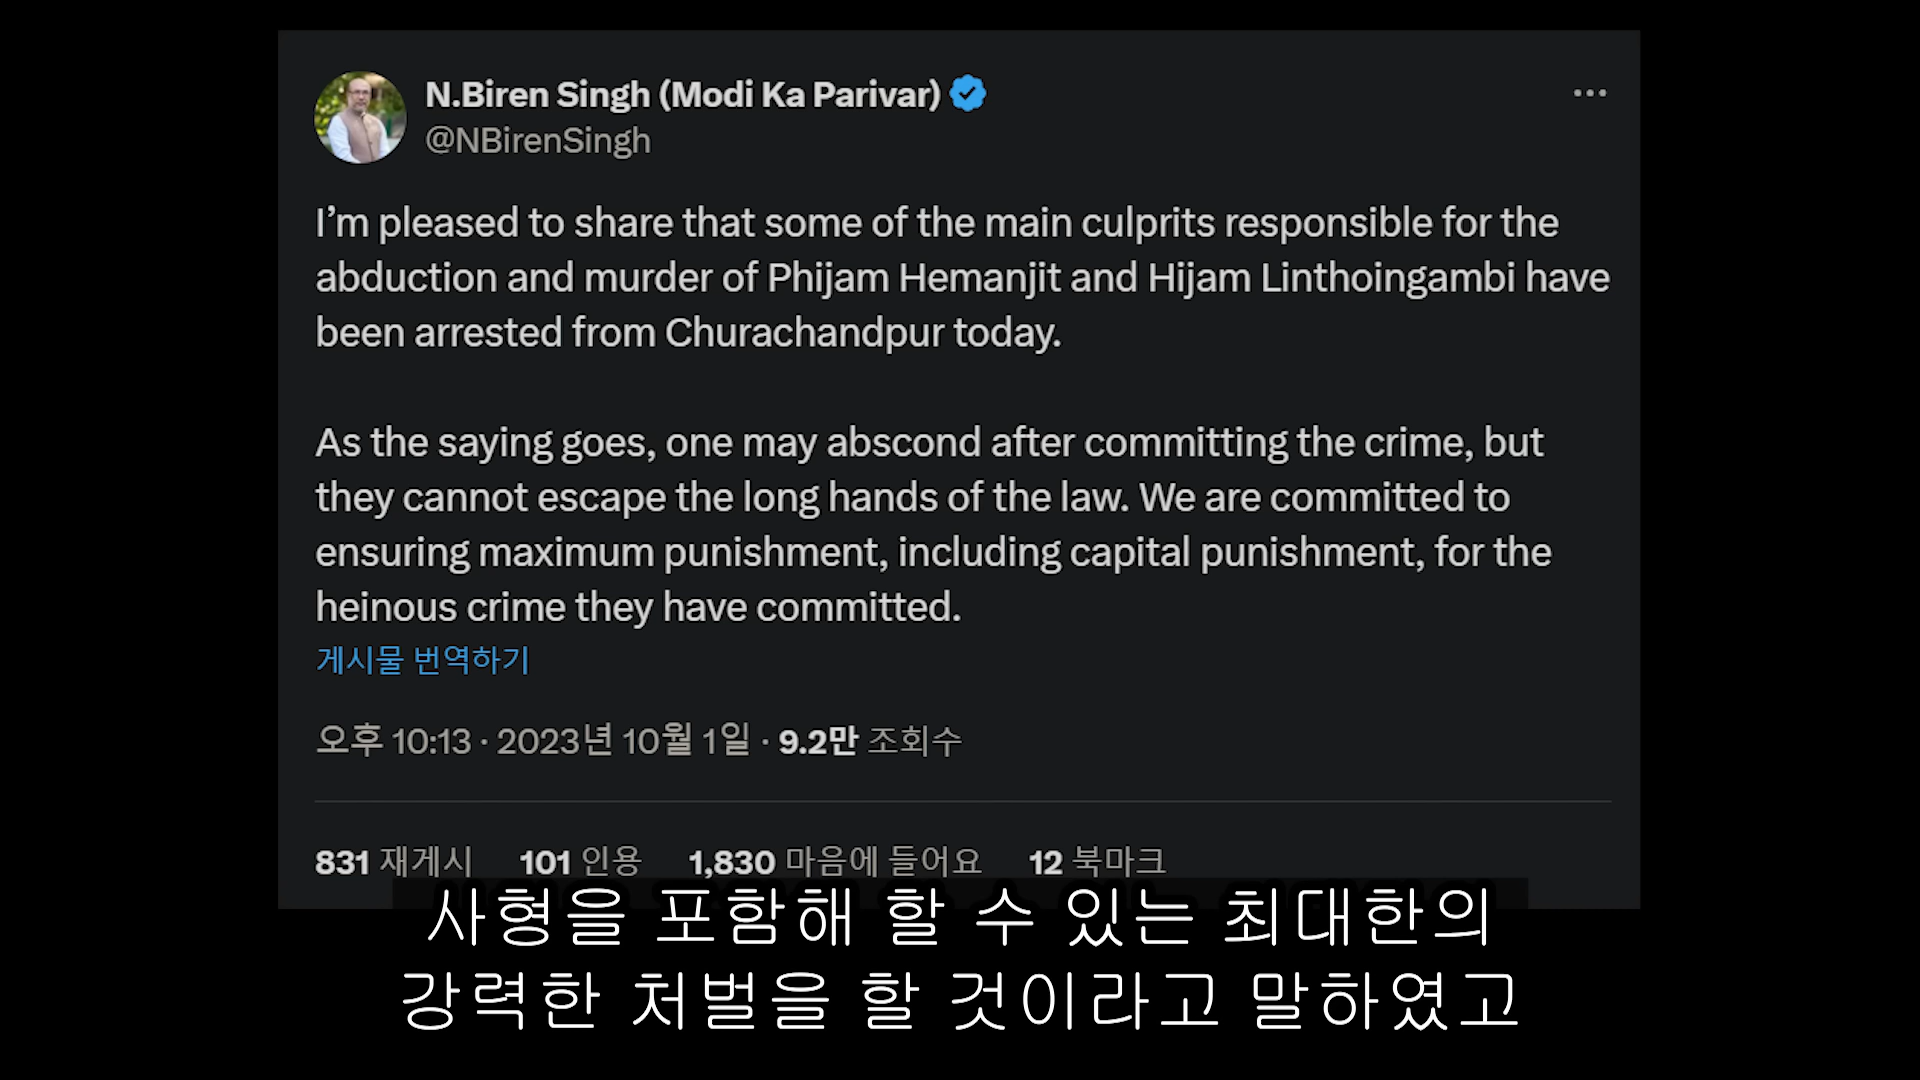 N.Biren Singh (Modi Ka Parivar)
@NBirenSingh
I'm pleased to share that some of the main culprits responsible for the
abduction and murder of Phijam Hemanjit and Hijam Linthoingambi have
been arrested from Churachandpur today.
As the saying goes, one may abscond after committing the crime, but
they cannot escape the long hands of the law. We are committed to
ensuring maximum punishment, including capital punishment, for the
heinous crime they have committed.
게시물 번역하기
오후 10:13 · 2023년 10월 1일 · 9.2만 조회수
831 재게시 101 인용 1,830 마음에 들어요 12 북마크
사형을 포함해 할 수 있는 최대한의
강력한 처벌을 할 것이라고 말하였고